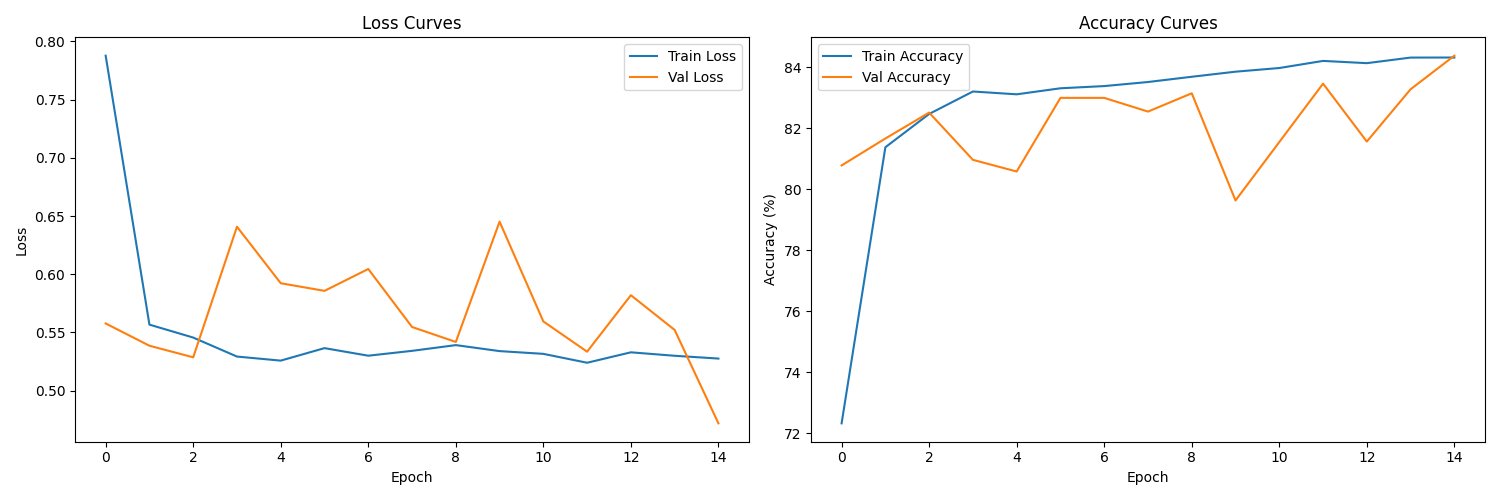 Loss Curves
0.80
0.75
0.70
0.65
0.60
0.55
0.50
Loss
Train Loss
Val Loss
0 2 4 6 8 10 12 14
Epoch
Accuracy Curves
84
82
80
78
76
74
72
Accuracy (%)
Train Accuracy
Val Accuracy
0 2 4 6 8 10 12 14
Epoch